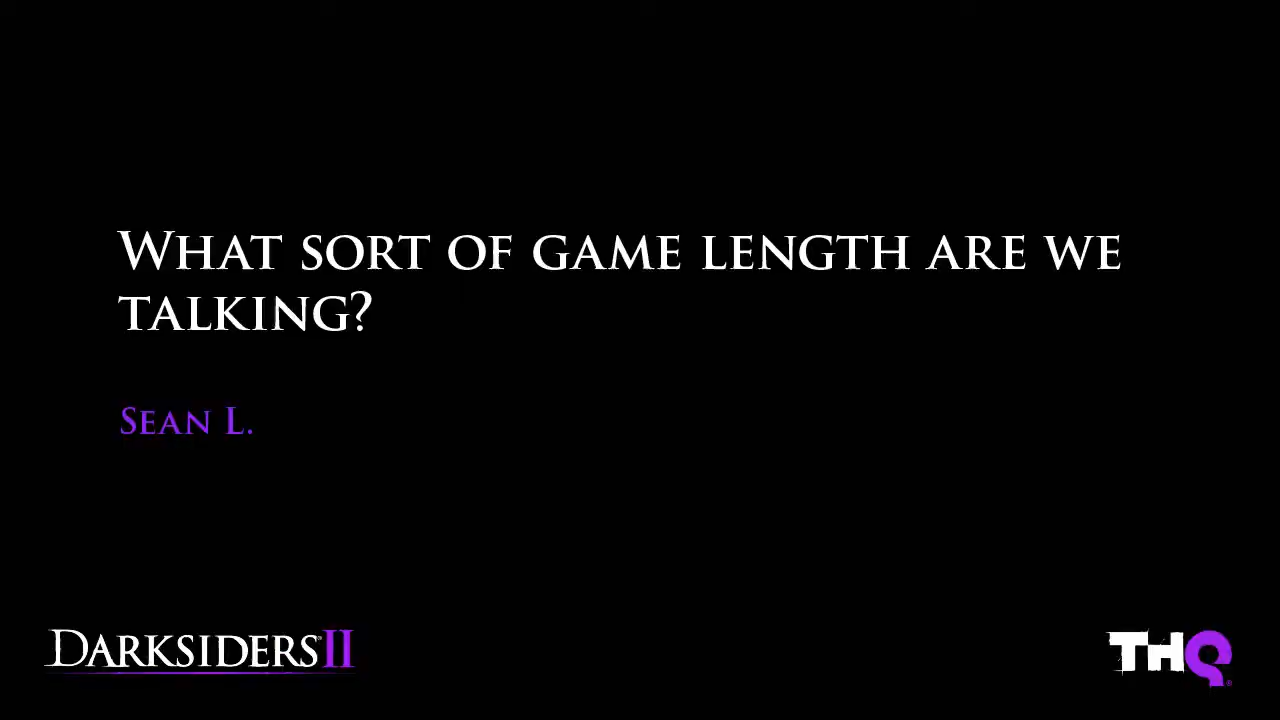 What sort of game length are we
talking?
Sean L.
Darksiders II
THQ